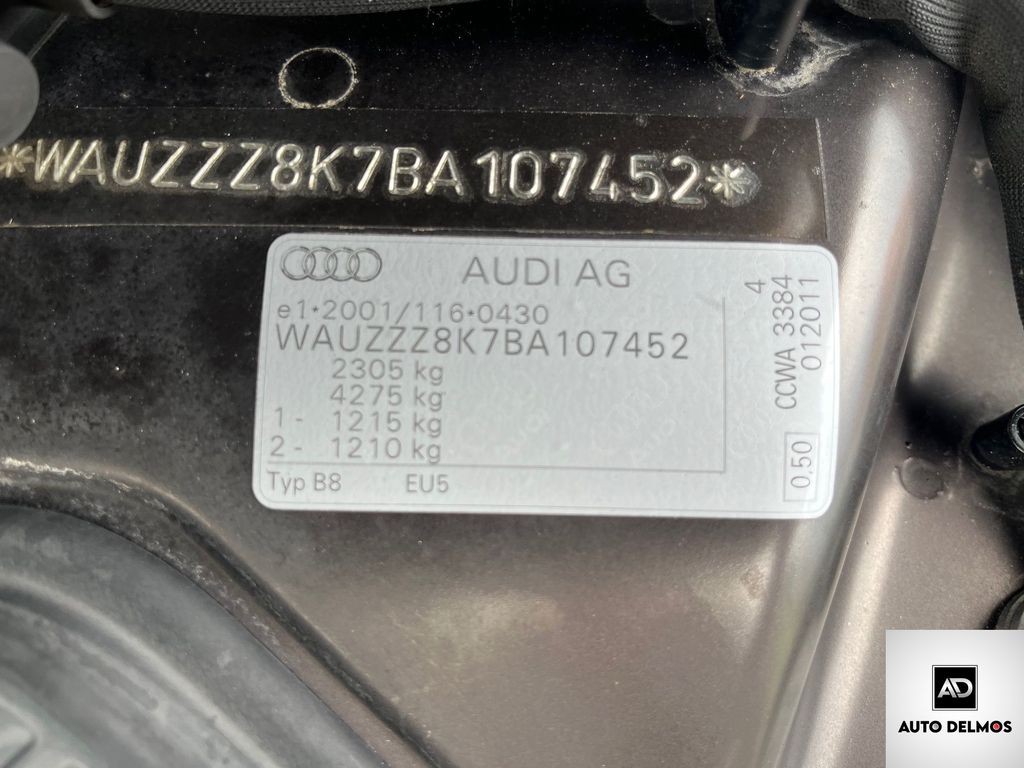 *WAUZZZ8K7BA107452*
AUDI AG
e1*2001/116*0430
WAUZZZ8K7BA107452
2305 kg
4275 kg
1- 1215 kg
2- 1210 kg
Typ B8 EU5
4
CCWA 3384
012011
0,50
AD
AUTO DELMOS